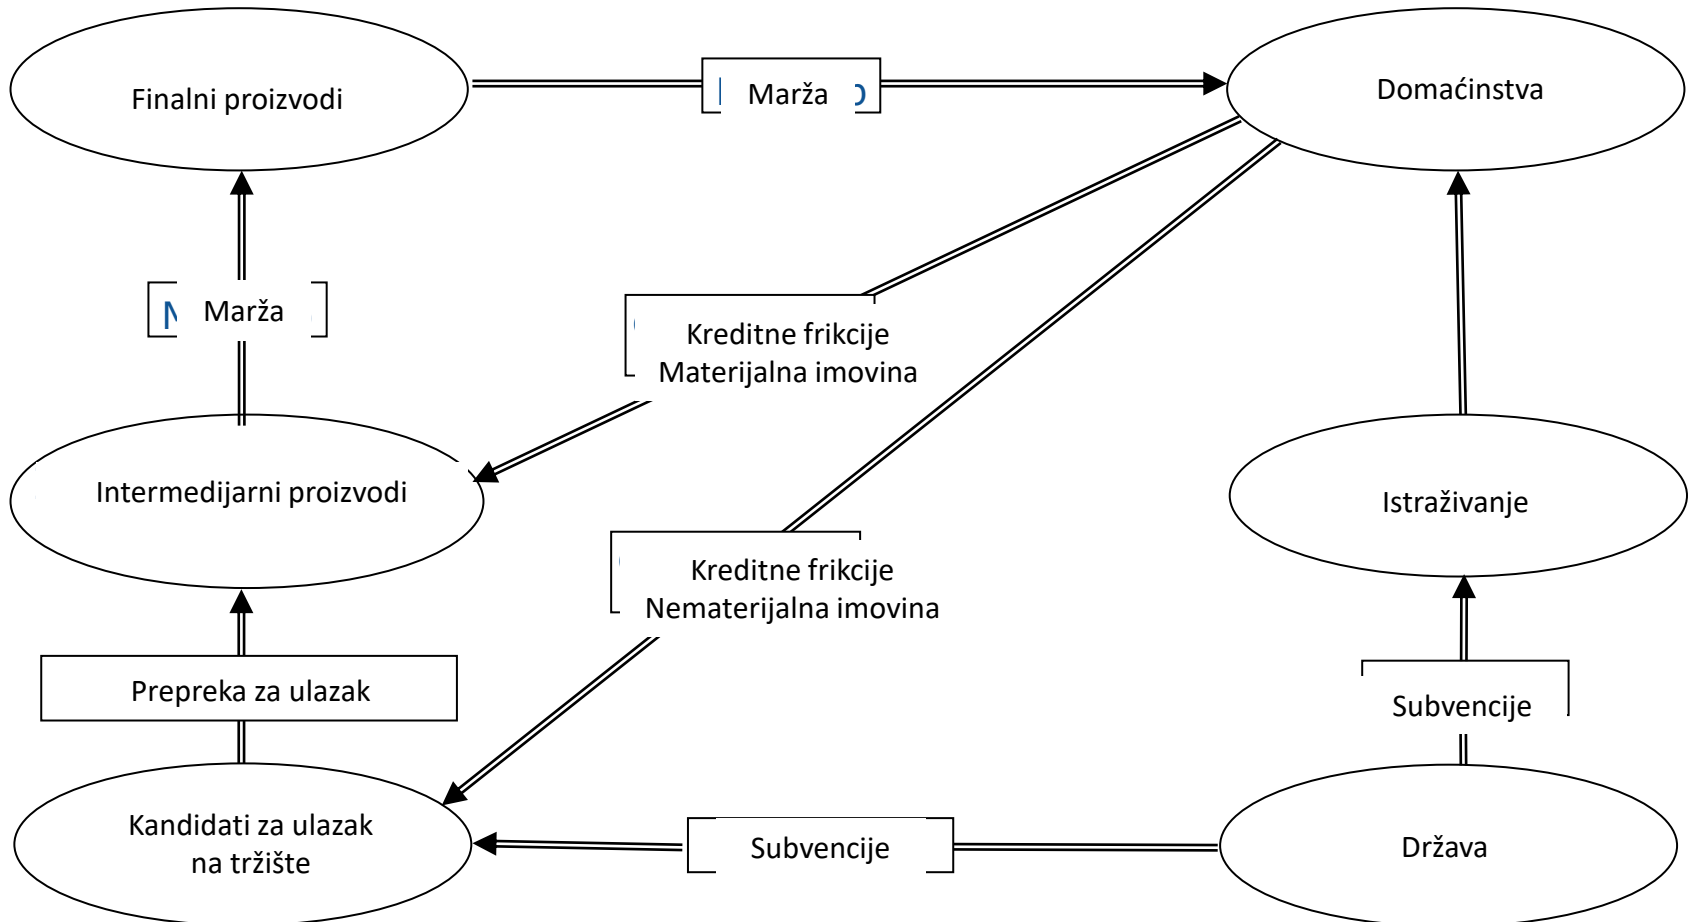 Finalni proizvodi
Marža
Domaćinstva
Marža
Kreditne frikcije
Materijalna imovina
Intermedijarni proizvodi
Istraživanje
Kreditne frikcije
Nematerijalna imovina
Prepreka za ulazak
Subvencije
Kandidati za ulazak
na tržište
Subvencije
Država